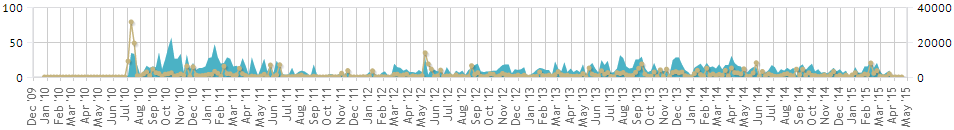 100 40000
50 20000
0 0
Dec '09 Jan '10 Feb '10 Mar '10 Apr '10 May '10 Jun '10 Jul '10 Aug '10 Sep '10 Oct '10 Nov '10 Dec '10 Jan '11 Feb '11 Mar '11 Apr '11 May '11 Jun '11 Jul '11 Aug '11 Sep '11 Oct '11 Nov '11 Dec '11 Jan '12 Feb '12 Mar '12 Apr '12 May '12 Jun '12 Jul '12 Aug '12 Sep '12 Oct '12 Nov '12 Dec '12 Jan '13 Feb '13 Mar '13 Apr '13 May '13 Jun '13 Jul '13 Aug '13 Sep '13 Oct '13 Nov '13 Dec '13 Jan '14 Feb '14 Mar '14 Apr '14 May '14 Jun '14 Jul '14 Aug '14 Sep '14 Oct '14 Nov '14 Dec '14 Jan '15 Feb '15 Mar '15 Apr '15 May '15